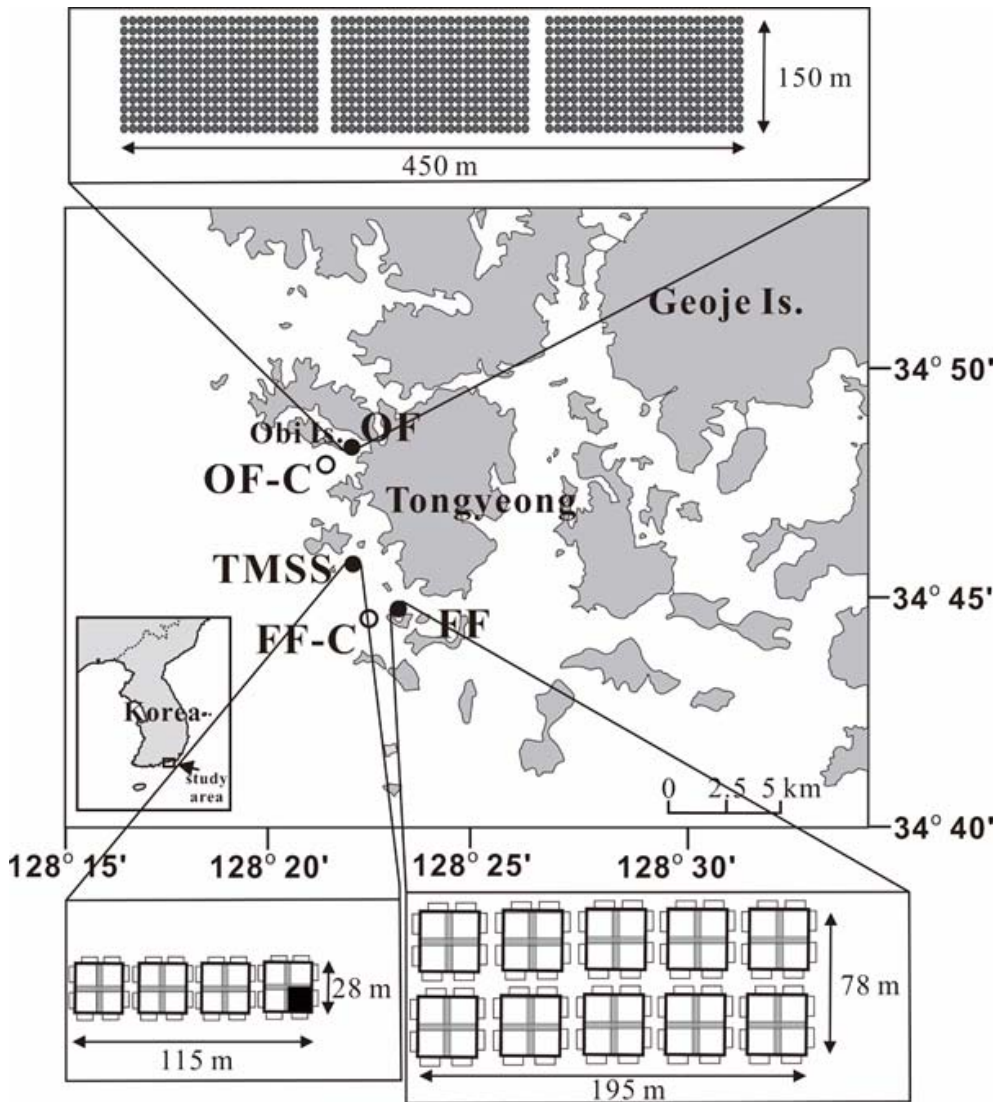 150 m
450 m
Geoje Is.
34° 50'
Obi Is. OF
OF-C
Tongyeong
TMSS
34° 45'
FF-C
FF
Korea
study
area
0 2.5 5 km
34° 40'
128° 15'
128° 20'
128° 25'
128° 30'
28 m
115 m
78 m
195 m